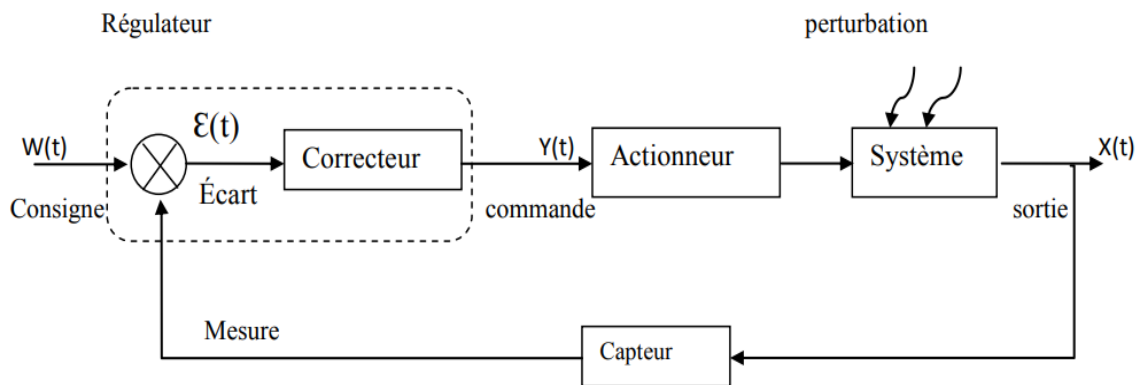 Régulateur
perturbation
Ɛ(t)
W(t)
Correcteur
Y(t)
Actionneur
Système
X(t)
Écart
Consigne
commande
sortie
Mesure
Capteur